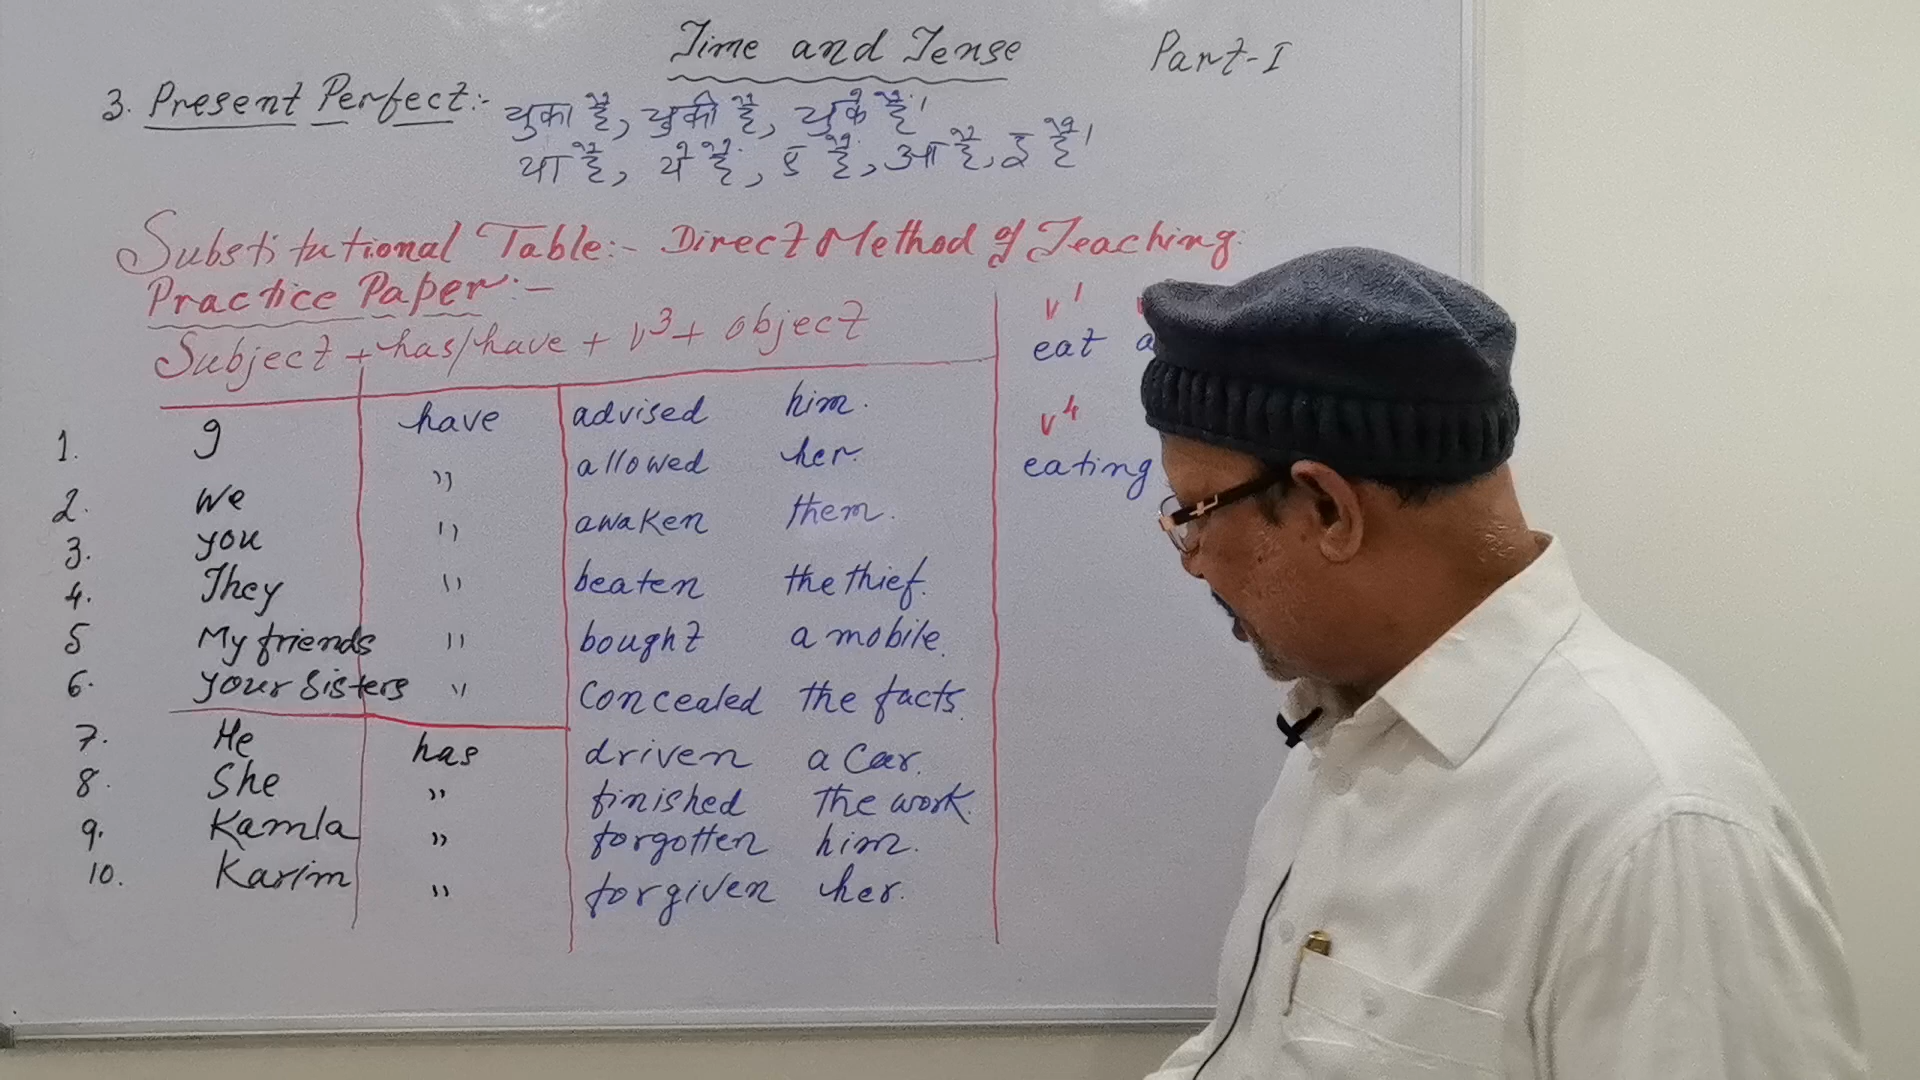 Time and Tense Part-I
3. Present Perfect:- चुका है, चुकी है, चुके हैं।
या है, ये हैं, ई है, आ है, ई हैं।
Substitutional Table:- Direct Method of Teaching
Practice Paper:-
Subject + has/have + V³ + object
V¹
eat
V⁴
eating
1. I have advised him.
2. We " allowed her.
3. you " awaken them.
4. They " beaten the thief.
5 My friends " bought a mobile.
6. your Sisters " Concealed the facts.
7. He has driven a Car.
8. She " finished the work.
9. Kamla " forgotten him.
10. Karim " forgiven her.